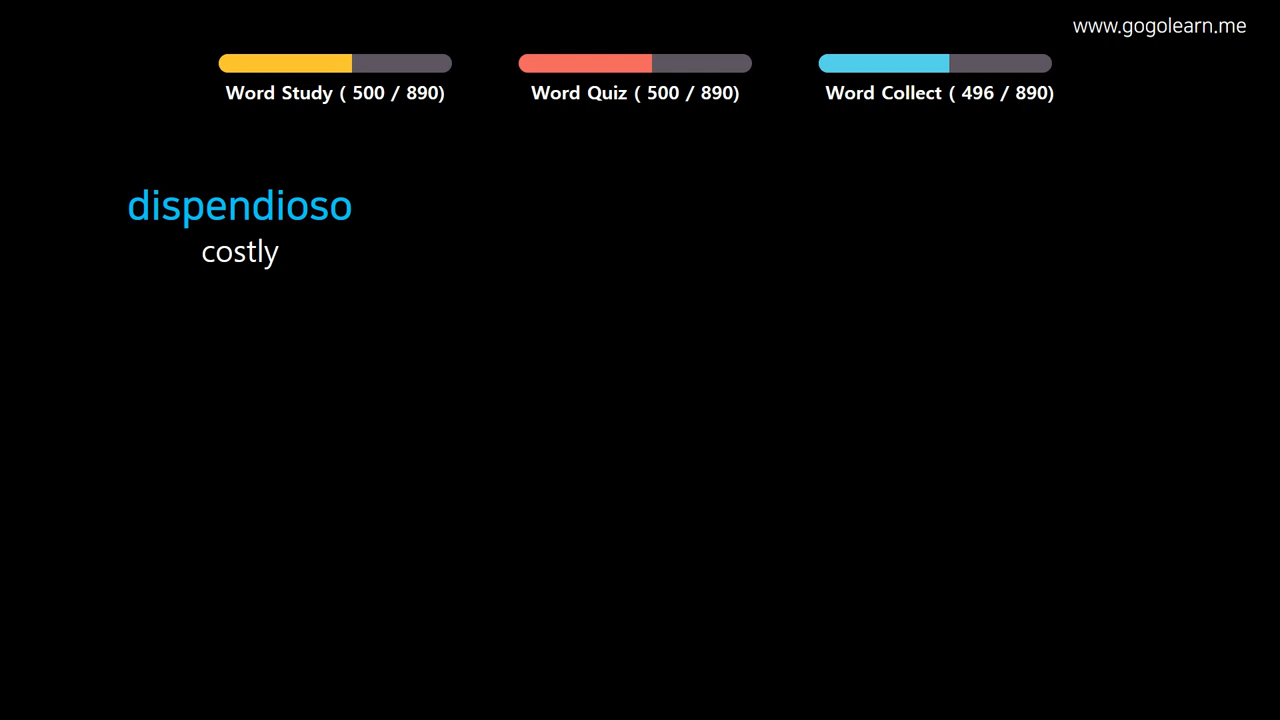 www.gogolearn.me
Word Study ( 500 / 890)
Word Quiz ( 500 / 890)
Word Collect ( 496 / 890)
dispendioso
costly